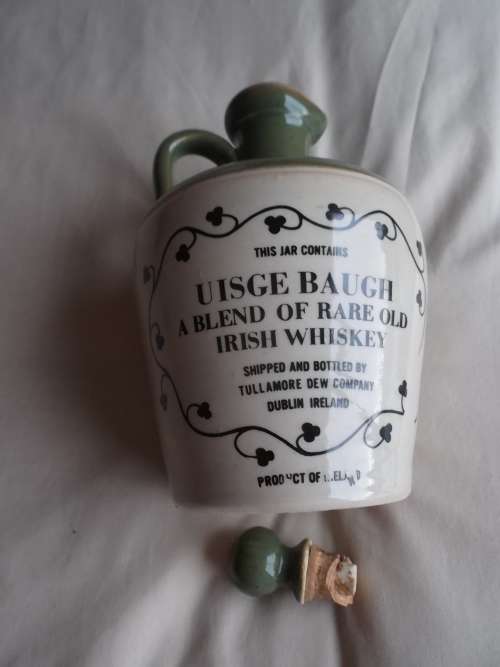 THIS JAR CONTAINS
UISGE BAUGH
A BLEND OF RARE OLD
IRISH WHISKEY
SHIPPED AND BOTTLED BY
TULLAMORE DEW COMPANY
DUBLIN IRELAND
PRODUCT OF